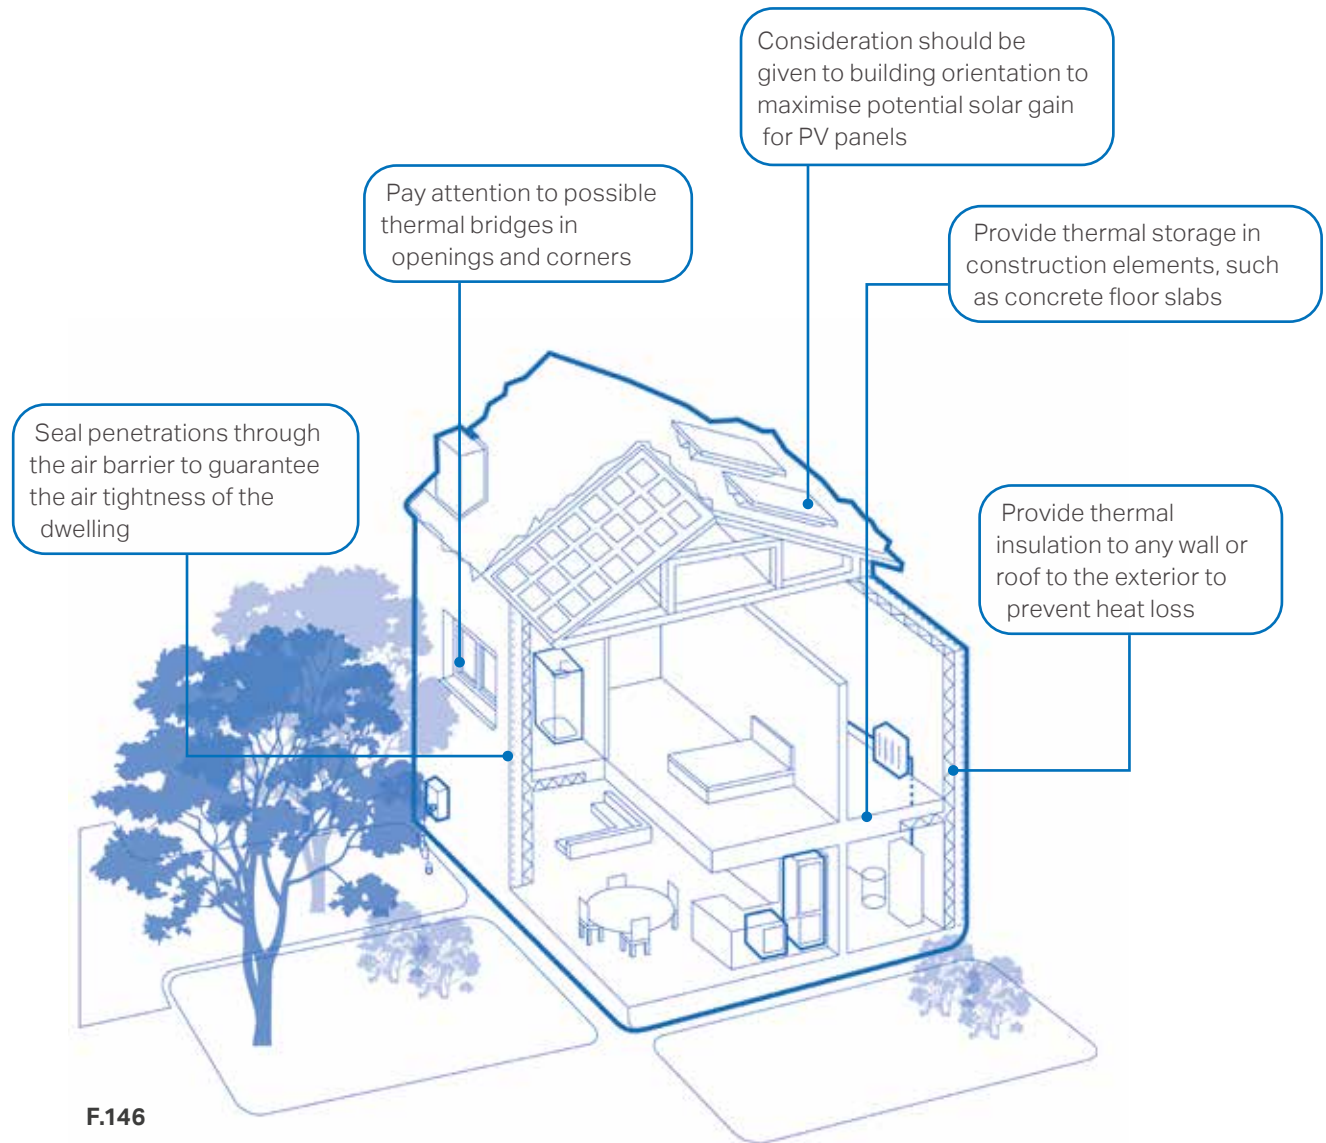 Consideration should be
given to building orientation to
maximise potential solar gain
for PV panels
Pay attention to possible
thermal bridges in
openings and corners
Provide thermal storage in
construction elements, such
as concrete floor slabs
Seal penetrations through
the air barrier to guarantee
the air tightness of the
dwelling
Provide thermal
insulation to any wall or
roof to the exterior to
prevent heat loss
F.146